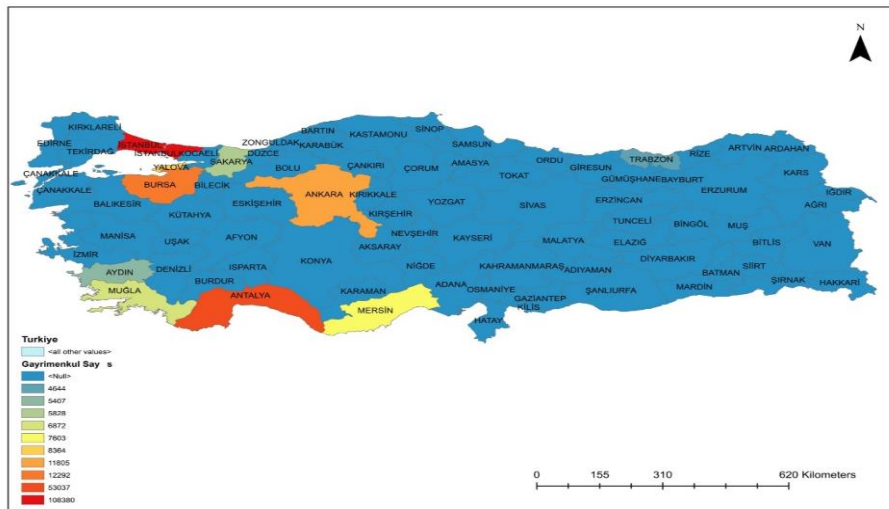 N
KIRKLARELİ
EDİRNE
TEKİRDAĞ
İSTANBUL
İSTANBUL
KOCAELİ
YALOVA
SAKARYA
ZONGULDAK
DÜZCE
BARTIN
KARABÜK
KASTAMONU
SİNOP
SAMSUN
ORDU
GİRESUN
TRABZON
RİZE
ARTVİN
ARDAHAN
KARS
IĞDIR
AĞRI
ÇANAKKALE
ÇANAKKALE
BURSA
BİLECİK
BOLU
ÇANKIRI
ÇORUM
AMASYA
TOKAT
GÜMÜŞHANE
BAYBURT
ERZURUM
BALIKESİR
KÜTAHYA
ESKİŞEHİR
ANKARA
KIRIKKALE
KIRŞEHİR
YOZGAT
SİVAS
ERZİNCAN
TUNCELİ
BİNGÖL
MUŞ
MANİSA
UŞAK
AFYON
NEVŞEHİR
AKSARAY
KAYSERİ
MALATYA
ELAZIĞ
BİTLİS
VAN
İZMİR
AYDIN
DENİZLİ
ISPARTA
BURDUR
KONYA
NİĞDE
KAHRAMANMARAŞ
ADIYAMAN
DİYARBAKIR
BATMAN
SİİRT
MUĞLA
ANTALYA
KARAMAN
MERSİN
ADANA
OSMANİYE
GAZİANTEP
KİLİS
ŞANLIURFA
MARDİN
ŞIRNAK
HAKKARİ
HATAY
Turkiye
<all other values>
Gayrimenkul Say s
<Null>
4644
5407
5828
6872
7603
8364
11805
12292
53037
108380
0 155 310 620 Kilometers